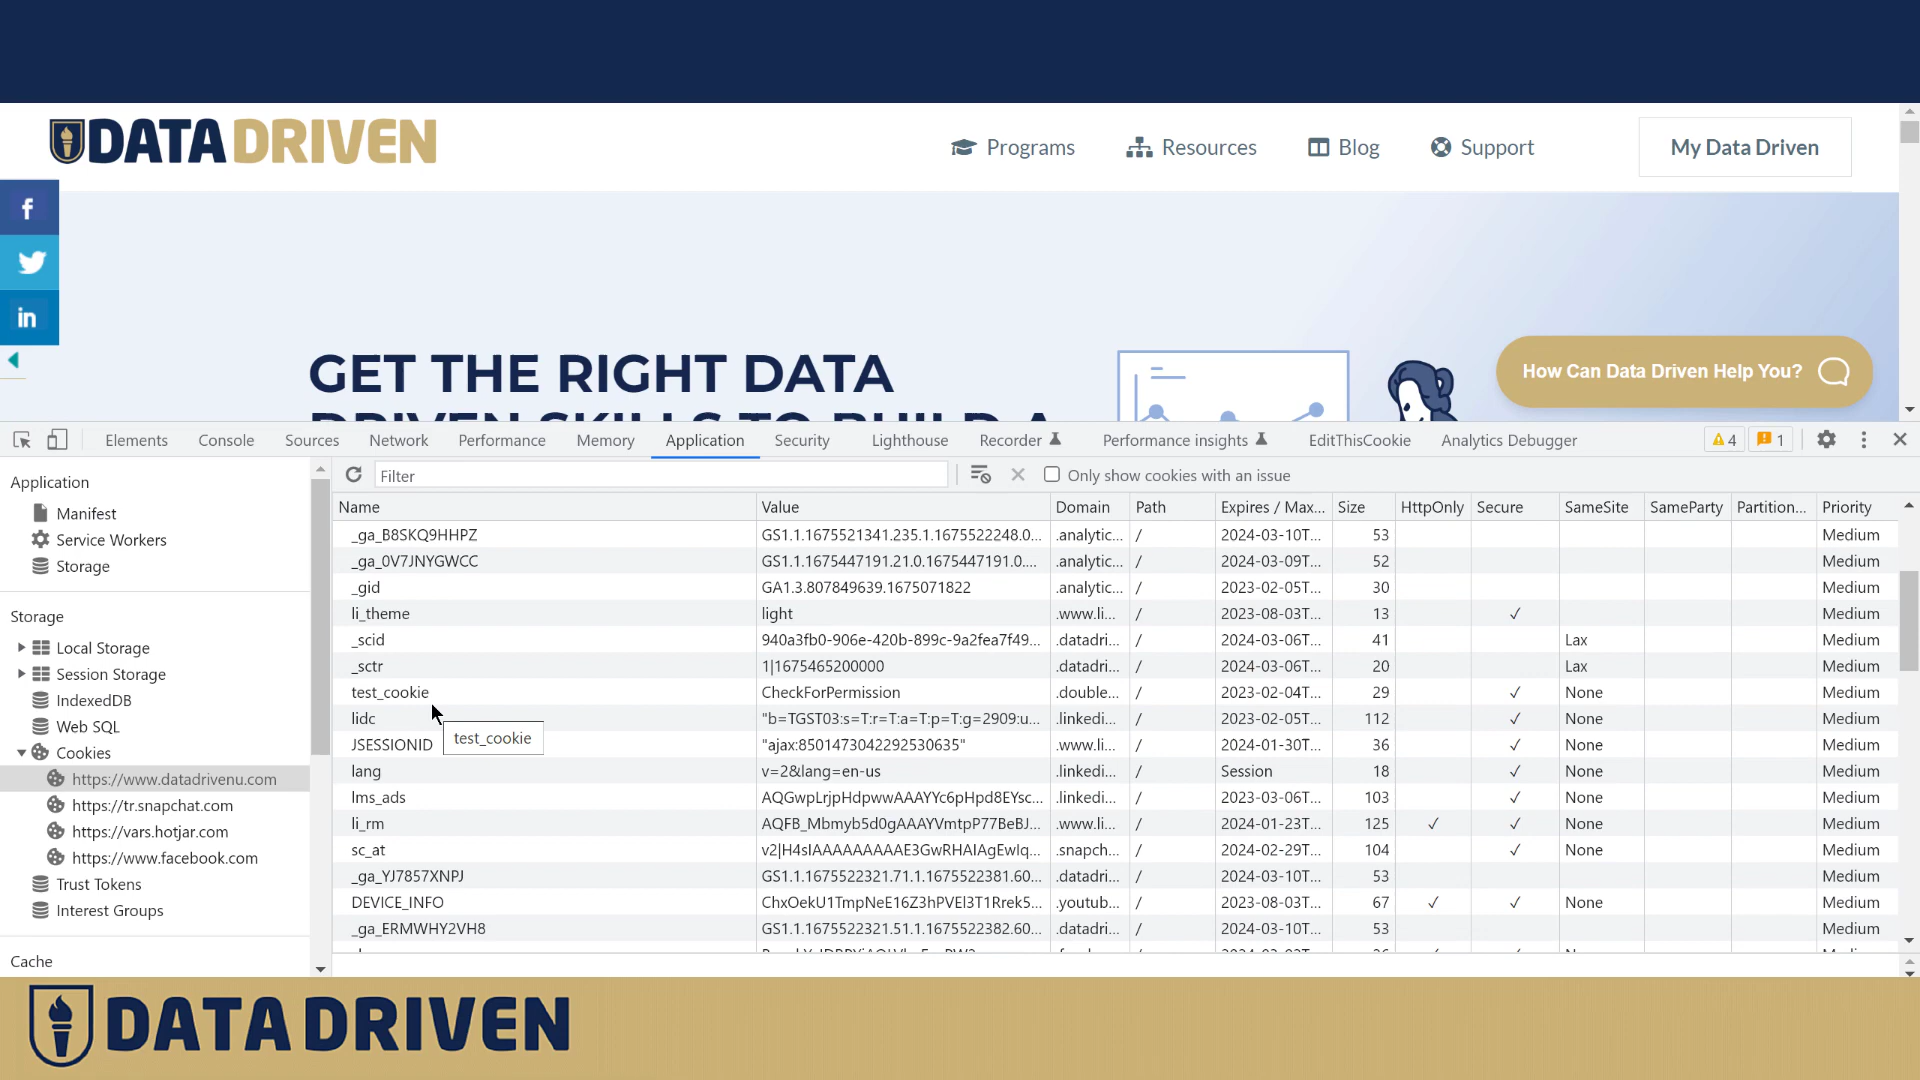 DATA DRIVEN
Programs
Resources
Blog
Support
My Data Driven
f
in
GET THE RIGHT DATA
DRIVEN SKILLS TO BUILD A
How Can Data Driven Help You?
Elements Console Sources Network Performance Memory Application Security Lighthouse Recorder Performance insights EditThisCookie Analytics Debugger 4 1
Application
Manifest
Service Workers
Storage
Storage
Local Storage
Session Storage
IndexedDB
Web SQL
Cookies
https://www.datadrivenu.com
https://tr.snapchat.com
https://vars.hotjar.com
https://www.facebook.com
Trust Tokens
Interest Groups
Cache
Filter
Only show cookies with an issue
Name Value Domain Path Expires / Max... Size HttpOnly Secure SameSite SameParty Partition... Priority
_ga_B8SKQ9HHPZ GS1.1.1675521341.235.1.1675522248.0... .analytic... / 2024-03-10T... 53 Medium
_ga_0V7JNYGWCC GS1.1.1675447191.21.0.1675447191.0.... .analytic... / 2024-03-09T... 52 Medium
_gid GA1.3.807849639.1675071822 .analytic... / 2023-02-05T... 30 Medium
li_theme light .www.li... / 2023-08-03T... 13 ✓ Medium
_scid 940a3fb0-906e-420b-899c-9a2fea7f49... .datadri... / 2024-03-06T... 41 Lax Medium
_sctr 1|1675465200000 .datadri... / 2024-03-06T... 20 Lax Medium
test_cookie CheckForPermission .double... / 2023-02-04T... 29 ✓ None Medium
lidc "b=TGST03:s=T:r=T:a=T:p=T:g=2909:u... .linkedi... / 2023-02-05T... 112 ✓ None Medium
test_cookie
JSESSIONID "ajax:8501473042292530635" .www.li... / 2024-01-30T... 36 ✓ None Medium
lang v=2&lang=en-us .linkedi... / Session 18 ✓ None Medium
lms_ads AQGwpLrjpHdpwwAAAYYc6pHpd8EYsc... .linkedi... / 2023-03-06T... 103 ✓ None Medium
li_rm AQFB_Mbmyb5d0gAAAYVmtpP77BeBJ... .www.li... / 2024-01-23T... 125 ✓ ✓ None Medium
sc_at v2|H4sIAAAAAAAAAE3GwRHAIAgEwIq... .snapch... / 2024-02-29T... 104 ✓ None Medium
_ga_YJ7857XNPJ GS1.1.1675522321.71.1.1675522381.60... .datadri... / 2024-03-10T... 53 Medium
DEVICE_INFO ChxOekU1TmpNeE16Z3hPVEl3T1Rrek5... .youtub... / 2023-08-03T... 67 ✓ ✓ None Medium
_ga_ERMWHY2VH8 GS1.1.1675522321.51.1.1675522382.60... .datadri... / 2024-03-10T... 53 Medium
DATA DRIVEN